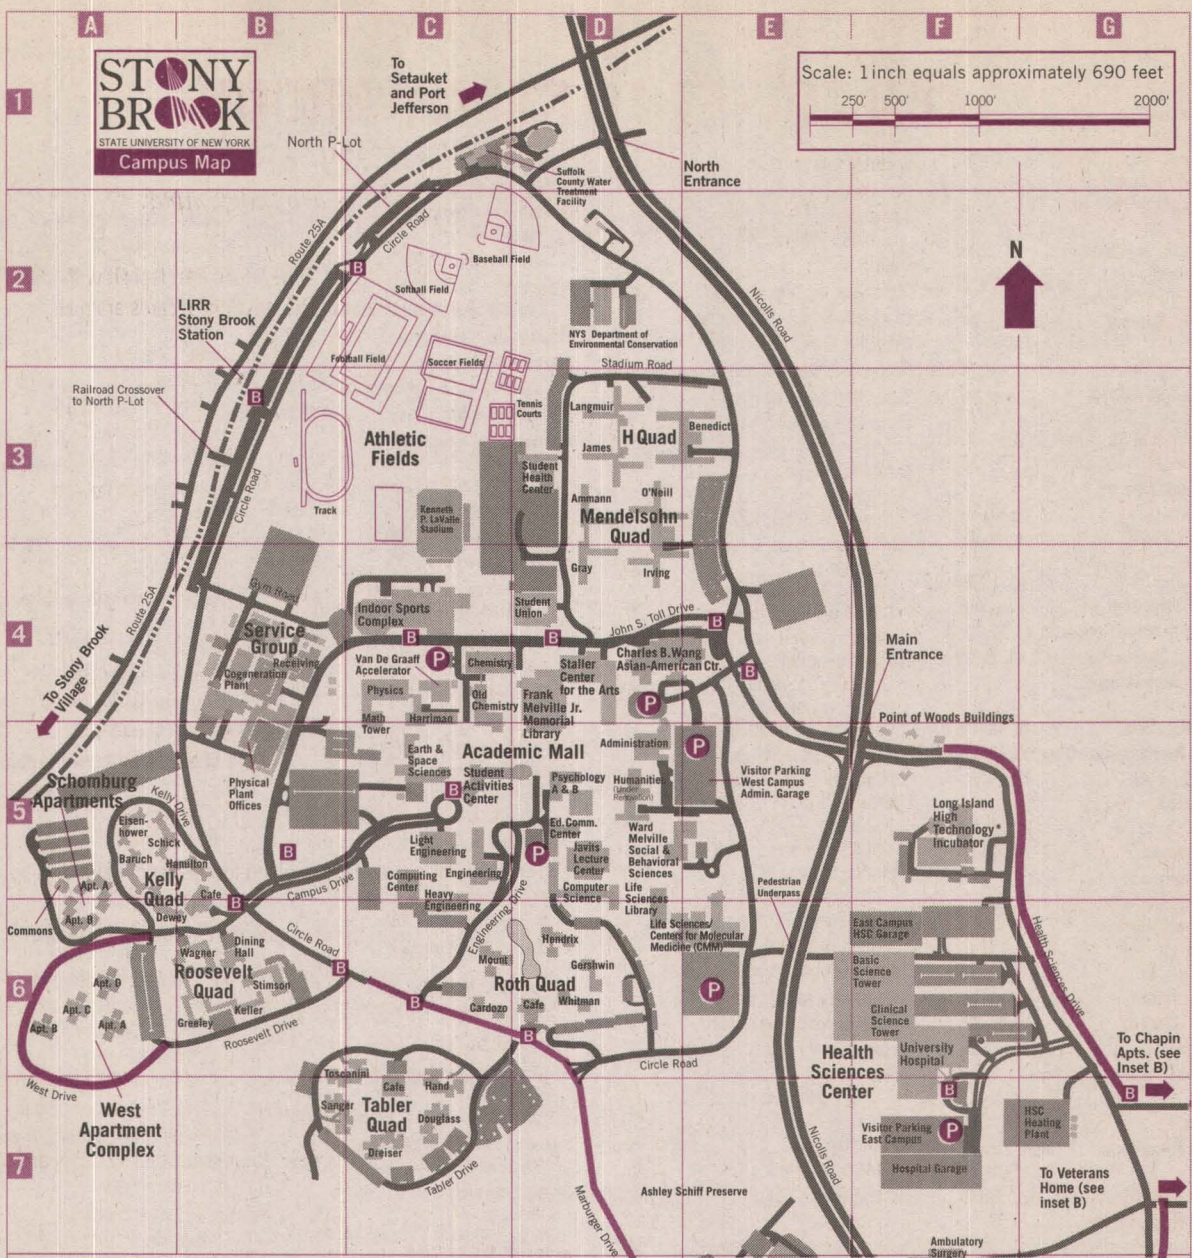 A B C D E F G
STONY
BROOK
STATE UNIVERSITY OF NEW YORK
Campus Map
To
Setauket
and Port
Jefferson
Scale: 1 inch equals approximately 690 feet
250' 500' 1000' 2000'
1
North P-Lot
North
Entrance
Suffolk
County Water
Treatment
Facility
Route 25A
Circle Road
Baseball Field
N
2
B
Softball Field
Nicolls Road
LIRR
Stony Brook
Station
NYS Department of
Environmental Conservation
Football Field
Soccer Fields
Stadium Road
Railroad Crossover
to North P-Lot
B
Tennis
Courts
Langmuir
H Quad
Benedict
Athletic
Fields
James
3
Student
Health
Center
Circle Road
Track
Kenneth
P. LaValle
Stadium
Ammann
O'Neill
Mendelsohn
Quad
Gray
Irving
Gym Road
Route 25A
Indoor Sports
Complex
Student
Union
John S. Toll Drive
B
4
Service
Group
B
B
Main
Entrance
To Stony Brook
Village
Receiving
Cogeneration
Plant
Van De Graaff
Accelerator
P
Chemistry
Staller
Center
for the Arts
Charles B. Wang
Asian-American Ctr.
B
Physics
Old
Chemistry
Frank
Melville Jr.
Memorial
Library
P
Math
Tower
Harriman
Point of Woods Buildings
Earth &
Space
Sciences
Academic Mall
Administration
P
Schomburg
Apartments
Physical
Plant
Offices
Student
Activities
Center
B
Psychology
A & B
Humanities
(Under
Renovation)
Visitor Parking
West Campus
Admin. Garage
Kelly Drive
5
Eisen-
hower
Schick
Baruch
Hamilton
Kelly
Quad
Cafe
Dewey
Apt. A
Apt. B
Commons
B
B
Campus Drive
Light
Engineering
Engineering
Computing
Center
Heavy
Engineering
Ed. Comm.
Center
P
Javits
Lecture
Center
Computer
Science
Ward
Melville
Social &
Behavioral
Sciences
Life
Sciences
Library
Long Island
High
Technology*
Incubator
Pedestrian
Underpass
Engineering Drive
Life Sciences/
Centers for Molecular
Medicine (CMM)
East Campus
HSC Garage
Health Sciences Drive
Circle Road
Wagner
Dining
Hall
Roosevelt
Quad
Stimson
Keller
Greeley
Roosevelt Drive
B
6
Apt. D
Apt. C
Apt. B
Apt. A
Hendrix
Mount
Gershwin
Roth Quad
B
Cardozo
Cafe
Whitman
B
P
Basic
Science
Tower
Clinical
Science
Tower
University
Hospital
Circle Road
Health
Sciences
Center
To Chapin
Apts. (see
Inset B)
B
West Drive
West
Apartment
Complex
Toscanini
Cafe
Hand
Sanger
Tabler
Quad
Douglass
Dreiser
Tabler Drive
B
Visitor Parking
East Campus
P
HSC
Heating
Plant
Hospital Garage
7
Nicolls Road
Marburger Drive
Ashley Schiff Preserve
To Veterans
Home (see
inset B)
Ambulatory
Surgery